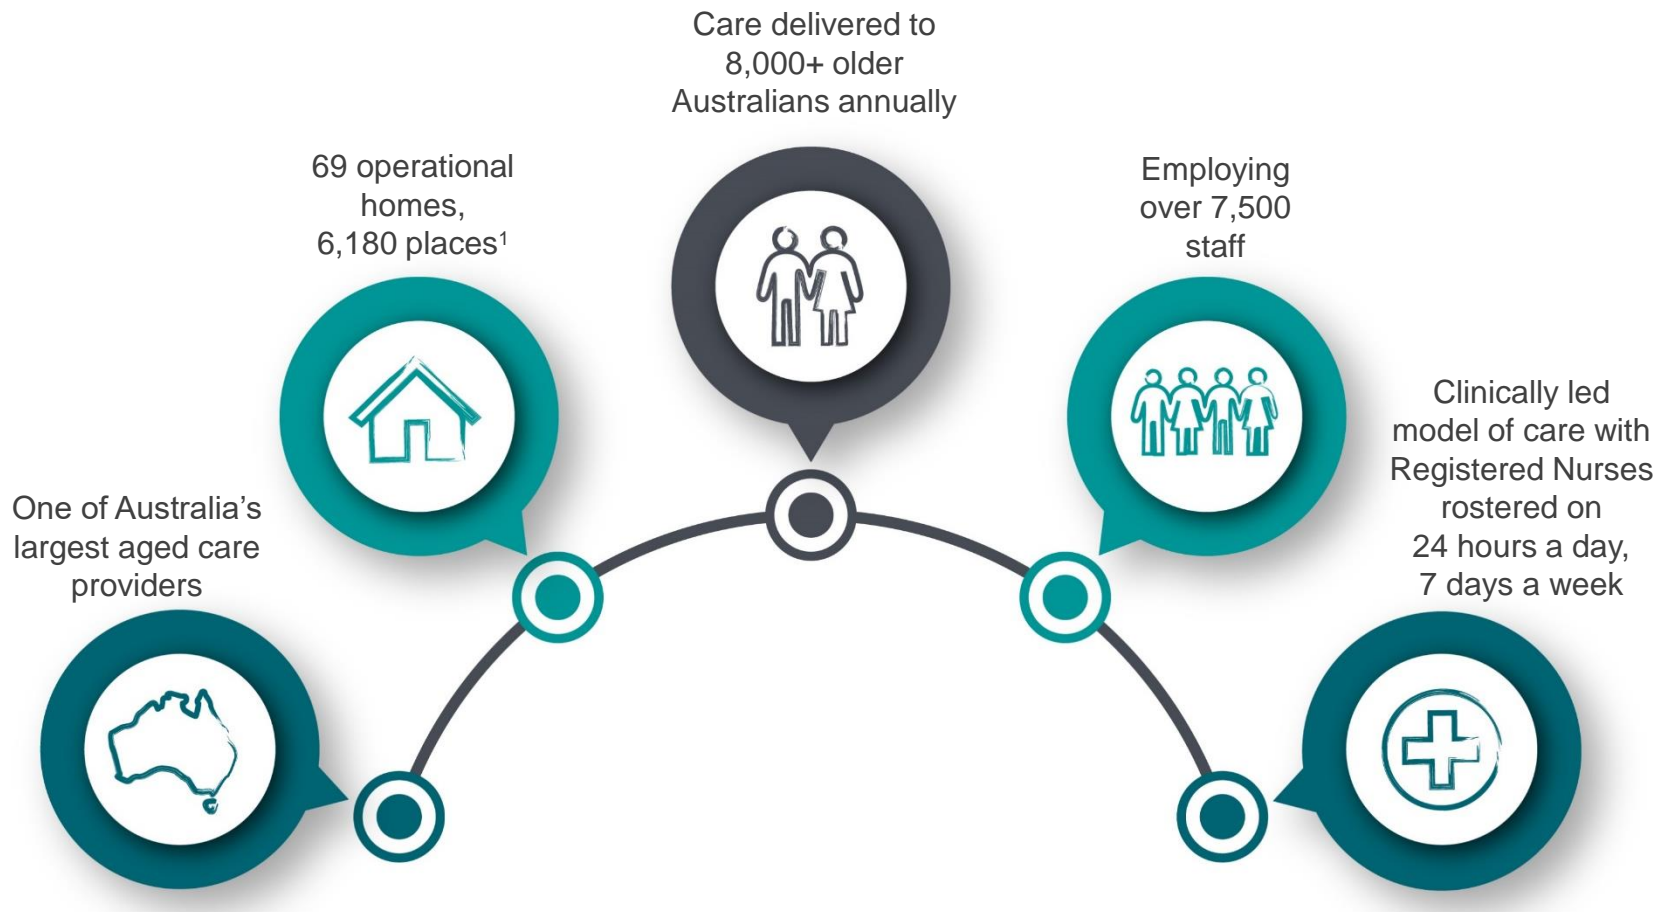 One of Australia’s
largest aged care
providers
69 operational
homes,
6,180 places¹
Care delivered to
8,000+ older
Australians annually
Employing
over 7,500
staff
Clinically led
model of care with
Registered Nurses
rostered on
24 hours a day,
7 days a week